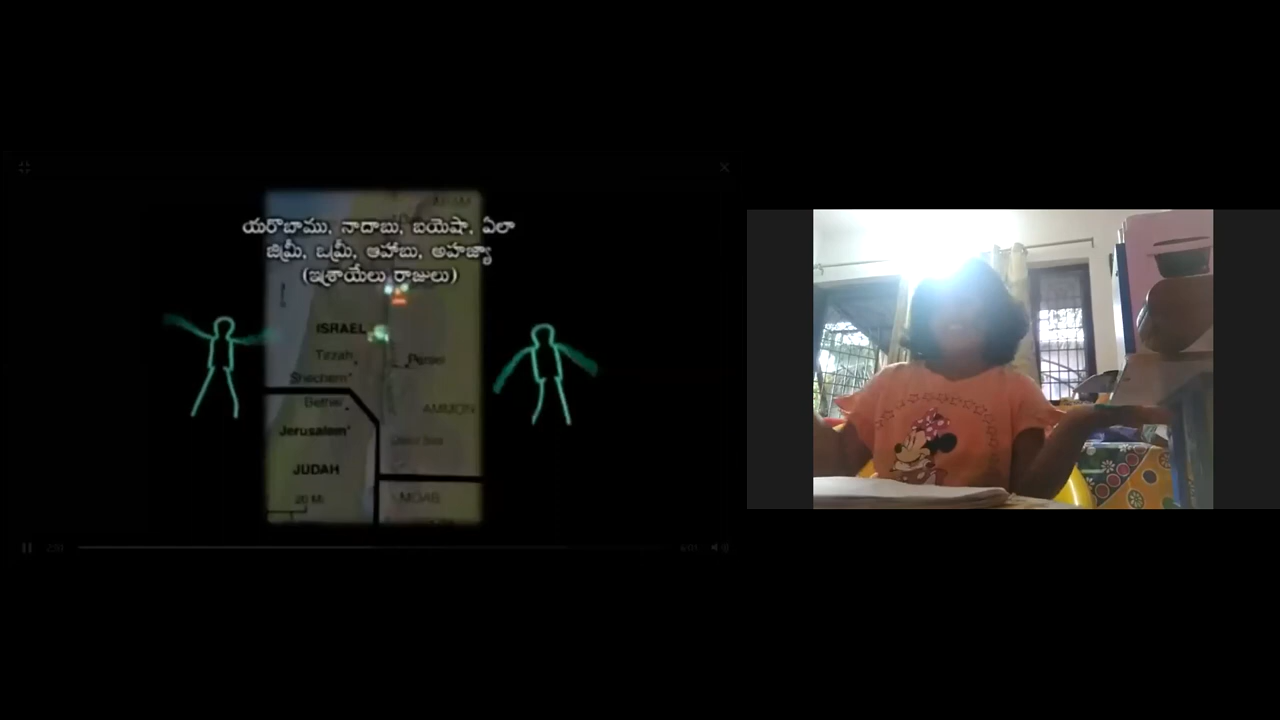 యరొబాము, నాదాబు, బయెషా, ఏలా
జిమ్రీ, ఒమ్రీ, ఆహాబు, అహజ్యా
(ఇశ్రాయేలు రాజులు)
ISRAEL
Tirzah
Shechem
Bethel
AMMON
Jerusalem
Dead Sea
JUDAH
20 Mi
MOAB